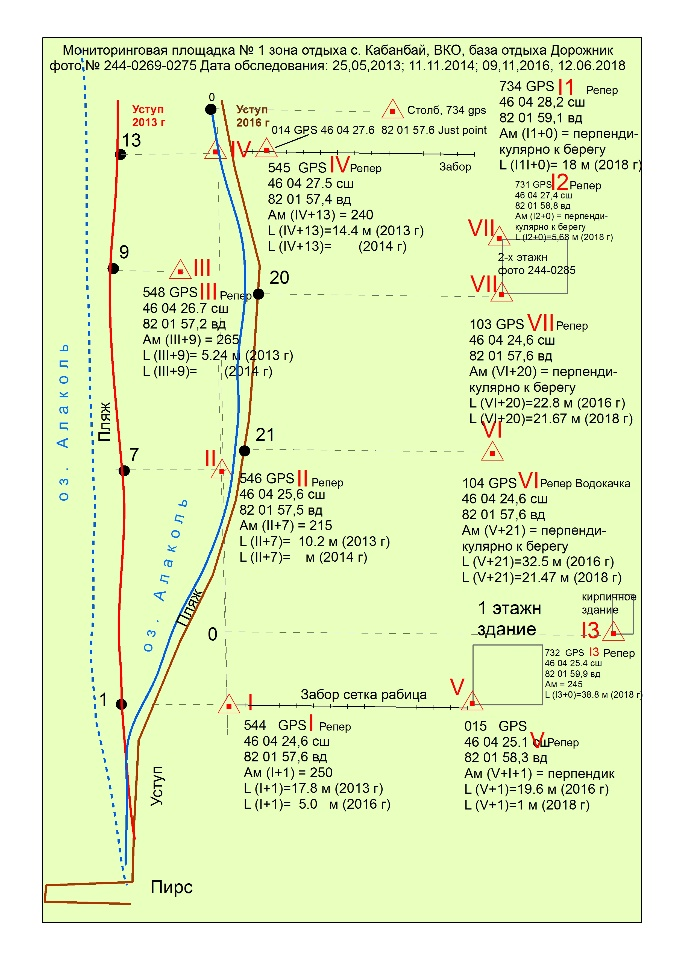 Мониторинговая площадка № 1 зона отдыха с. Кабанбай, ВКО, база отдыха Дорожник
фото № 244-0269-0275 Дата обследования: 25,05,2013; 11.11.2014; 09,11,2016, 12.06.2018
734 GPS I1 Репер
46 04 28,2 сш
82 01 59,1 вд
Ам (I1+0) = перпенди-
кулярно к берегу
L (I1I+0)= 18 м (2018 г)
0
Уступ
2013 г
Уступ
2016 г
Столб, 734 gps
014 GPS 46 04 27.6 82 01 57.6 Just point
13
IV
Забор
545 GPS IV Репер
46 04 27.5 сш
82 01 57,4 вд
Ам (IV+13) = 240
L (IV+13)=14.4 м (2013 г)
L (IV+13)= (2014 г)
731 GPS I2 Репер
46 04 27,4 сш
82 01 58,8 вд
Ам (I2+0) = перпенди-
кулярно к берегу
L (I2+0)=5.68 м (2018 г)
VII
2-х этажн
фото 244-0285
VII
9
III
20
548 GPS III Репер
46 04 26.7 сш
82 01 57,2 вд
Ам (III+9) = 265
L (III+9)= 5.24 м (2013 г)
L (III+9)= (2014 г)
103 GPS VII Репер
46 04 24,6 сш
82 01 57,6 вд
Ам (VI+20) = перпенди-
кулярно к берегу
L (VI+20)=22.8 м (2016 г)
L (VI+20)=21.67 м (2018 г)
оз. Алаколь
Пляж
21
VI
7
II
546 GPS II Репер
46 04 25,6 сш
82 01 57,5 вд
Ам (II+7) = 215
L (II+7)= 10.2 м (2013 г)
L (II+7)= м (2014 г)
104 GPS VI Репер Водокачка
46 04 24,6 сш
82 01 57,6 вд
Ам (V+21) = перпенди-
кулярно к берегу
L (V+21)=32.5 м (2016 г)
L (V+21)=21.47 м (2018 г)
оз. Алаколь
Пляж
0
1 этажн
здание
кирпичное
здание
I3
732 GPS I3 Репер
46 04 25.4 сш
82 01 59,9 вд
Ам = 245
L (I3+0)=38.8 м (2018 г
1
I
Забор сетка рабица
V
544 GPS I Репер
46 04 24,6 сш
82 01 57,6 вд
Ам (I+1) = 250
L (I+1)=17.8 м (2013 г)
L (I+1)= 5.0 м (2016 г)
015 GPS
46 04 25.1 сш V Репер
82 01 58,3 вд
Ам (V+I+1) = перпендик
L (V+1)=19.6 м (2016 г)
L (V+1)=1 м (2018 г)
Уступ
Пирс